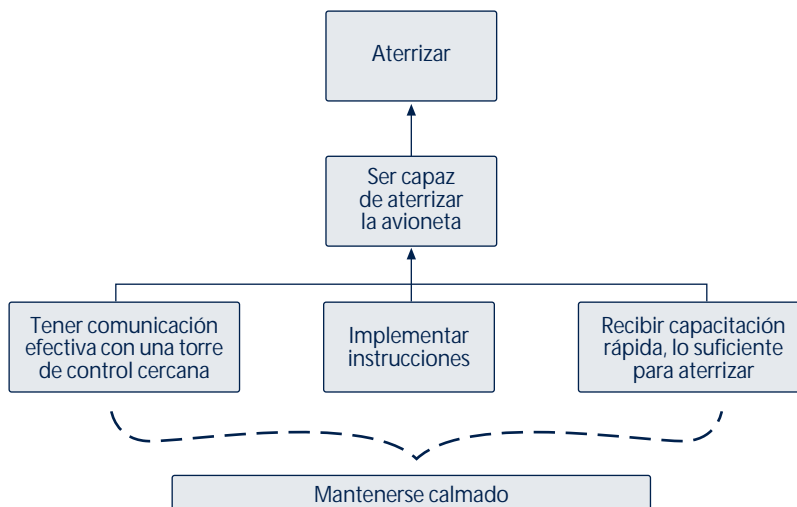 Aterrizar
Ser capaz
de aterrizar
la avioneta
Tener comunicación
efectiva con una torre
de control cercana
Implementar
instrucciones
Recibir capacitación
rápida, lo suficiente
para aterrizar
Mantenerse calmado